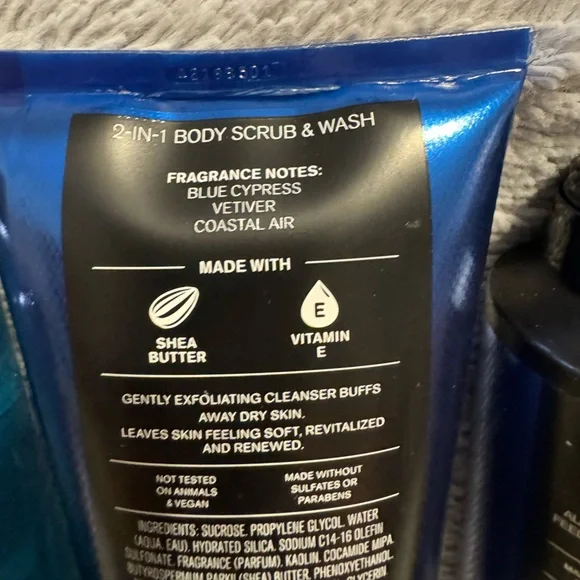 2-IN-1 BODY SCRUB & WASH
FRAGRANCE NOTES:
BLUE CYPRESS
VETIVER
COASTAL AIR
MADE WITH
SHEA
BUTTER
E
VITAMIN
E
GENTLY EXFOLIATING CLEANSER BUFFS
AWAY DRY SKIN.
LEAVES SKIN FEELING SOFT, REVITALIZED
AND RENEWED.
NOT TESTED
ON ANIMALS
& VEGAN
MADE WITHOUT
SULFATES OR
PARABENS
INGREDIENTS: SUCROSE, PROPYLENE GLYCOL, WATER
(AQUA, EAU), HYDRATED SILICA, SODIUM C14-16 OLEFIN
SULFONATE, FRAGRANCE (PARFUM), KAOLIN, COCAMIDE MIPA,
BUTYROSPERMUM PARKII (SHEA) BUTTER, PHENOXYETHANOL,
GLYCERIN,